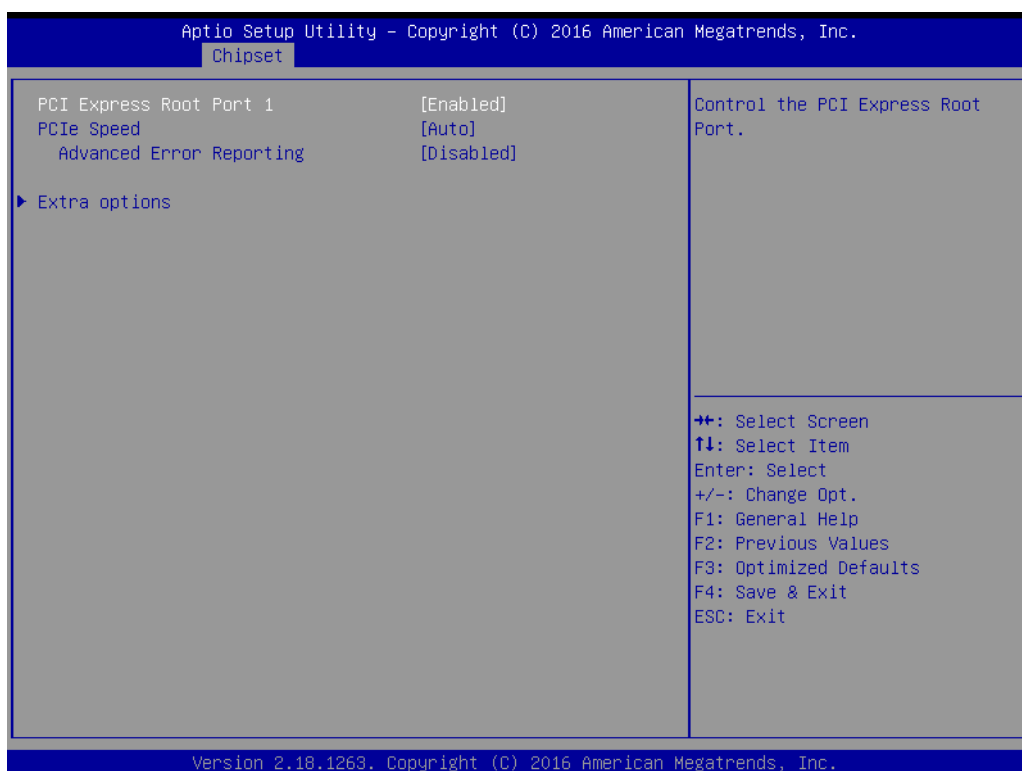 Aptio Setup Utility – Copyright (C) 2016 American Megatrends, Inc.
Chipset
PCI Express Root Port 1 [Enabled]
PCIe Speed [Auto]
Advanced Error Reporting [Disabled]
▶ Extra options
Control the PCI Express Root
Port.
→←: Select Screen
↑↓: Select Item
Enter: Select
+/-: Change Opt.
F1: General Help
F2: Previous Values
F3: Optimized Defaults
F4: Save & Exit
ESC: Exit
Version 2.18.1263. Copyright (C) 2016 American Megatrends, Inc.